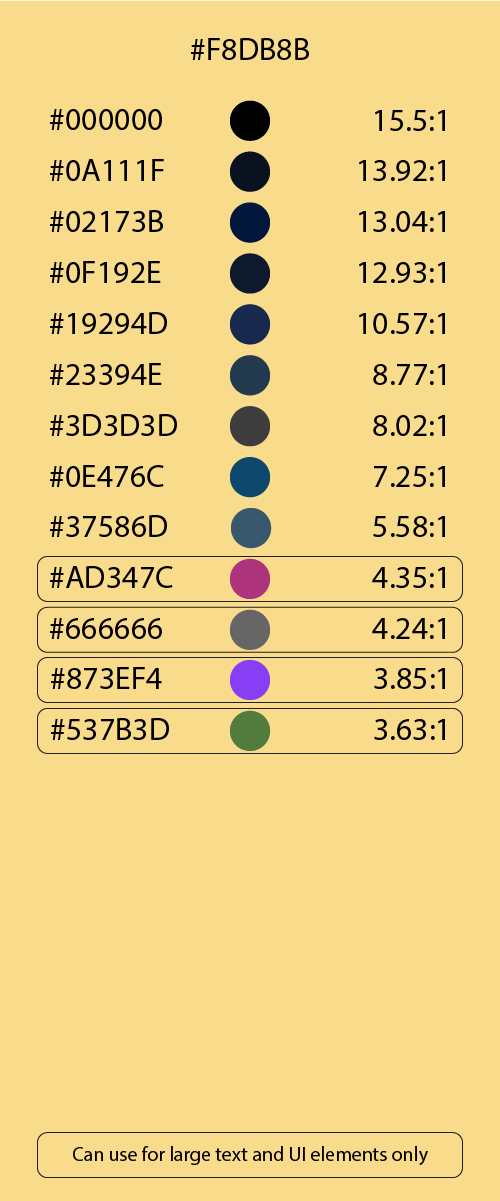 #F8DB8B
#000000 15.5:1
#0A111F 13.92:1
#02173B 13.04:1
#0F192E 12.93:1
#19294D 10.57:1
#23394E 8.77:1
#3D3D3D 8.02:1
#0E476C 7.25:1
#37586D 5.58:1
#AD347C 4.35:1
#666666 4.24:1
#873EF4 3.85:1
#537B3D 3.63:1
Can use for large text and UI elements only